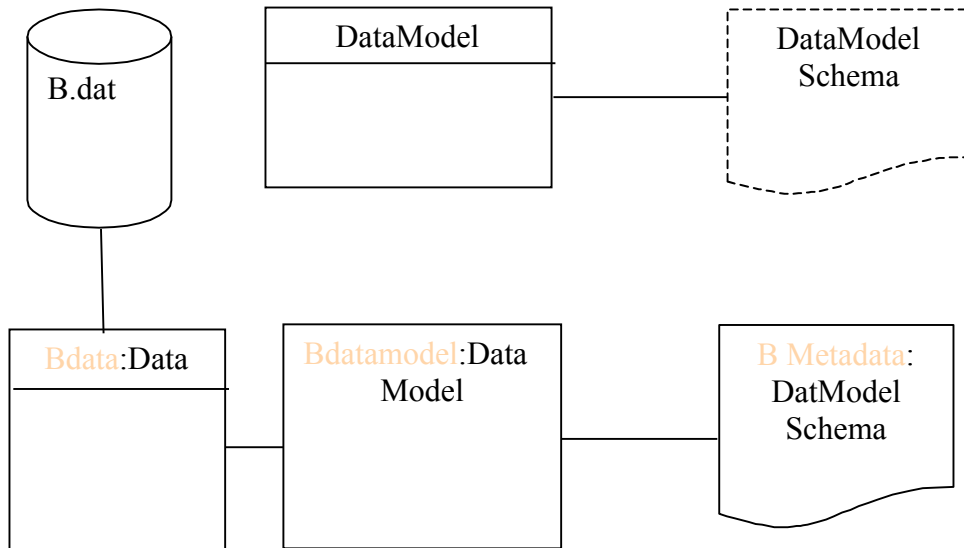 B.dat
DataModel
DataModel
Schema
Bdata:Data
Bdatamodel:Data
Model
B Metadata:
DatModel
Schema